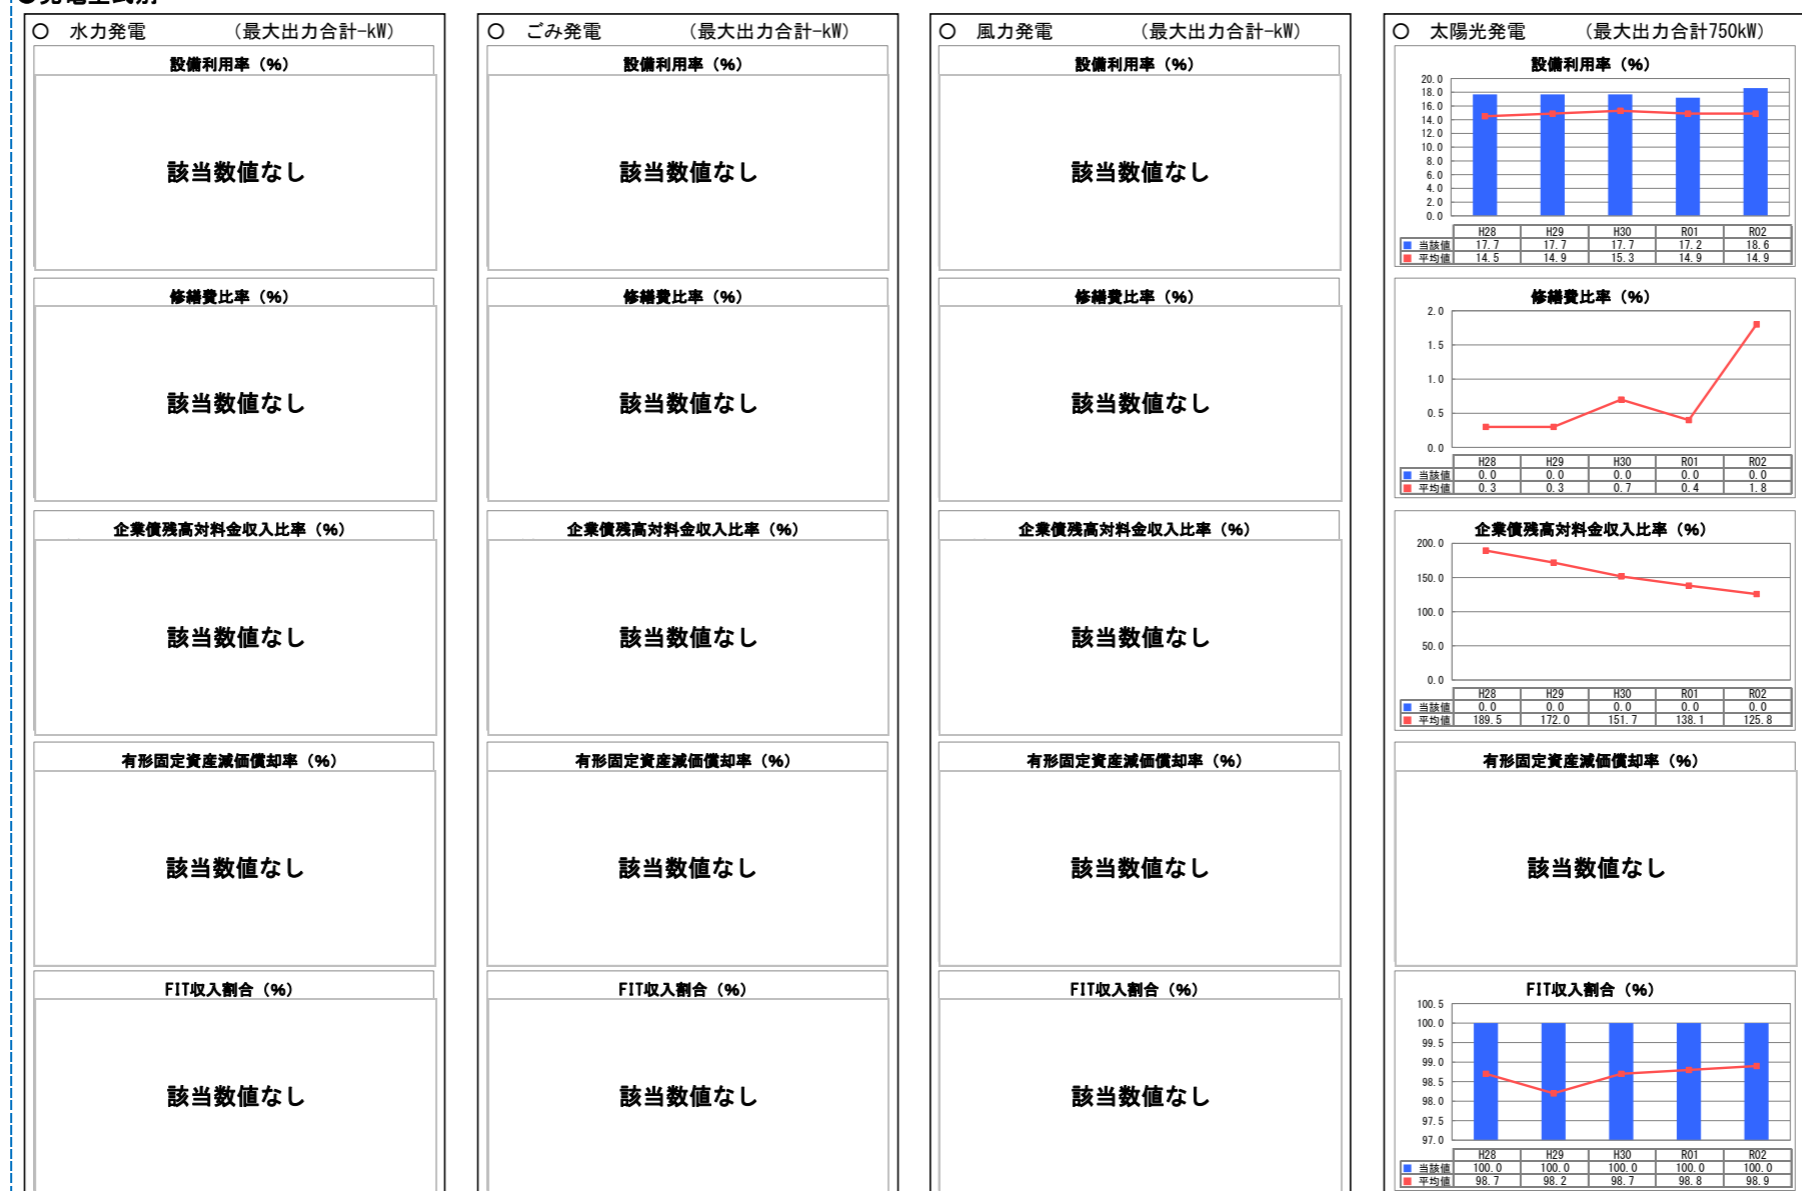 ●発電型式別
○ 水力発電 （最大出力合計-kW）
設備利用率（%）
該当数値なし
修繕費比率（%）
該当数値なし
企業債残高対料金収入比率（%）
該当数値なし
有形固定資産減価償却率（%）
該当数値なし
FIT収入割合（%）
該当数値なし
○ ごみ発電 （最大出力合計-kW）
設備利用率（%）
該当数値なし
修繕費比率（%）
該当数値なし
企業債残高対料金収入比率（%）
該当数値なし
有形固定資産減価償却率（%）
該当数値なし
FIT収入割合（%）
該当数値なし
○ 風力発電 （最大出力合計-kW）
設備利用率（%）
該当数値なし
修繕費比率（%）
該当数値なし
企業債残高対料金収入比率（%）
該当数値なし
有形固定資産減価償却率（%）
該当数値なし
FIT収入割合（%）
該当数値なし
○ 太陽光発電 （最大出力合計750kW）
設備利用率（%）
20.0
18.0
16.0
14.0
12.0
10.0
8.0
6.0
4.0
2.0
0.0
H28 H29 H30 R01 R02
当該値 17.7 17.7 17.7 17.2 18.6
平均値 14.5 14.9 15.3 14.9 14.9
修繕費比率（%）
2.0
1.5
1.0
0.5
0.0
H28 H29 H30 R01 R02
当該値 0.0 0.0 0.0 0.0 0.0
平均値 0.3 0.3 0.7 0.4 1.8
企業債残高対料金収入比率（%）
200.0
150.0
100.0
50.0
0.0
H28 H29 H30 R01 R02
当該値 0.0 0.0 0.0 0.0 0.0
平均値 189.5 172.0 151.7 138.1 125.8
有形固定資産減価償却率（%）
該当数値なし
FIT収入割合（%）
100.5
100.0
99.5
99.0
98.5
98.0
97.5
97.0
H28 H29 H30 R01 R02
当該値 100.0 100.0 100.0 100.0 100.0
平均値 98.7 98.2 98.7 98.8 98.9